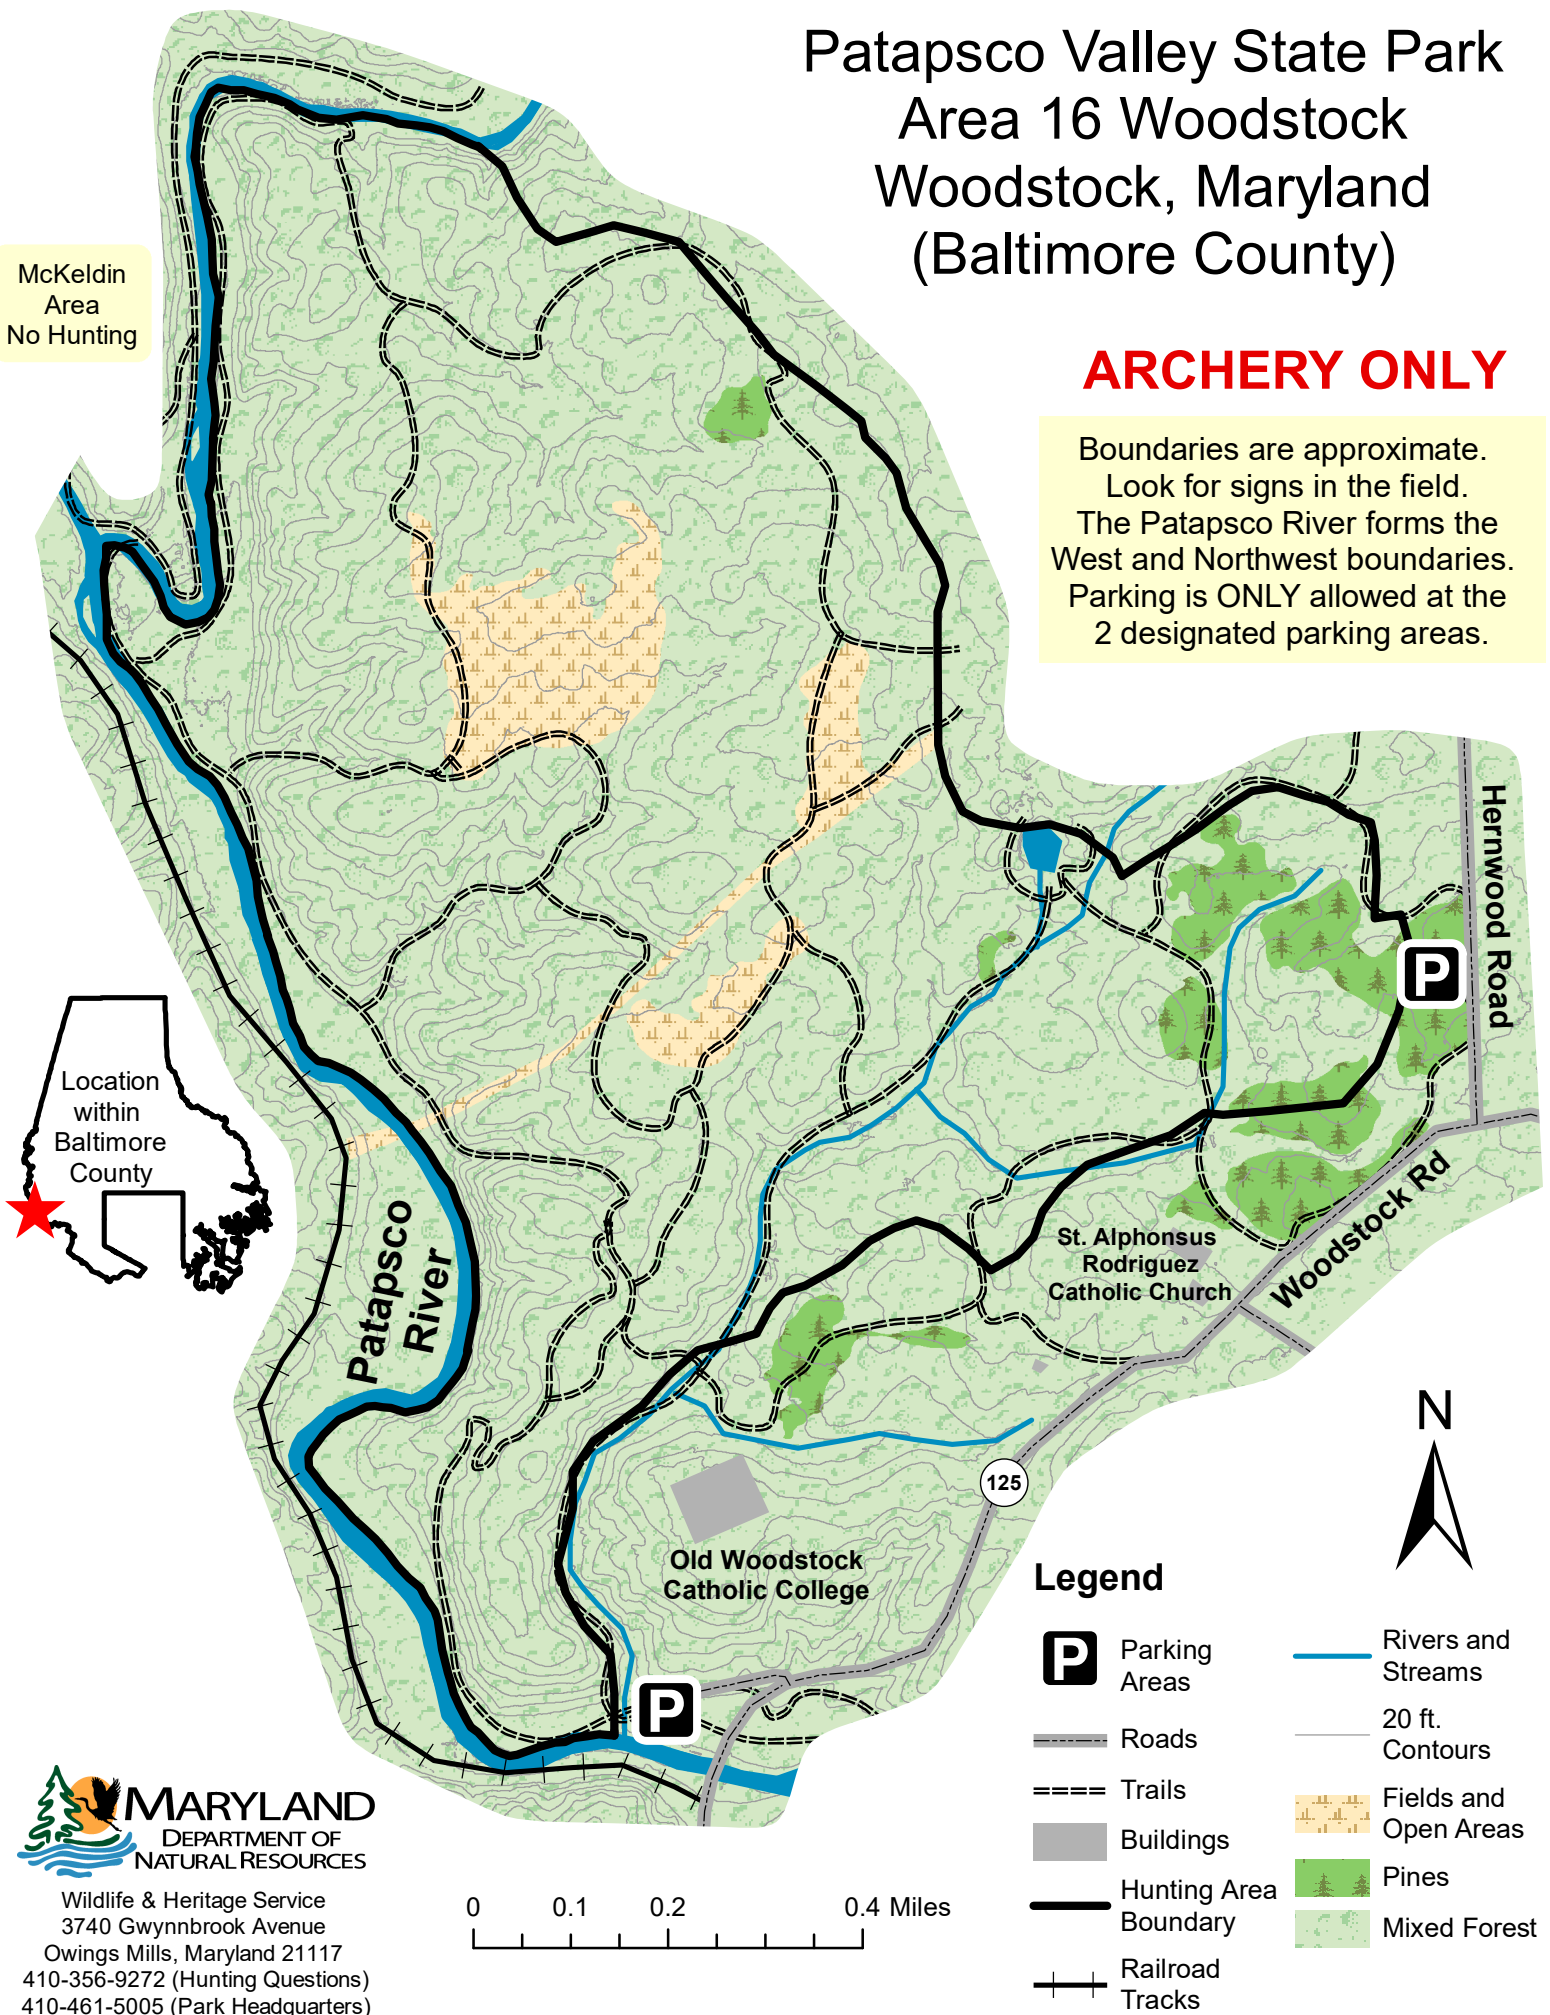 Patapsco Valley State Park
Area 16 Woodstock
Woodstock, Maryland
(Baltimore County)
McKeldin
Area
No Hunting
ARCHERY ONLY
Boundaries are approximate.
Look for signs in the field.
The Patapsco River forms the
West and Northwest boundaries.
Parking is ONLY allowed at the
2 designated parking areas.
Hernwood Road
P
Location
within
Baltimore
County
Patapsco
River
Woodstock Rd
St. Alphonsus
Rodriguez
Catholic Church
N
125
Old Woodstock
Catholic College
P
Legend
P
Parking
Areas
Roads
Trails
Buildings
Hunting Area
Boundary
Railroad
Tracks
Rivers and
Streams
20 ft.
Contours
Fields and
Open Areas
Pines
Mixed Forest
MARYLAND
DEPARTMENT OF
NATURAL RESOURCES
Wildlife & Heritage Service
3740 Gwynnbrook Avenue
Owings Mills, Maryland 21117
410-356-9272 (Hunting Questions)
410-461-5005 (Park Headquarters)
0 0.1 0.2 0.4 Miles